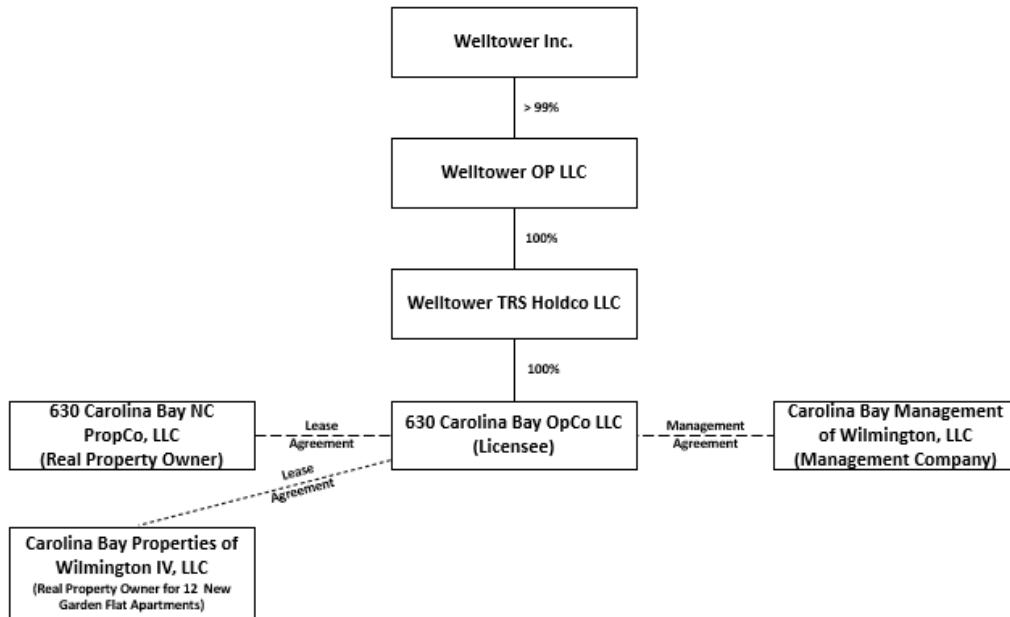 Welltower Inc.
> 99%
Welltower OP LLC
100%
Welltower TRS Holdco LLC
100%
630 Carolina Bay NC
PropCo, LLC
(Real Property Owner)
Lease
Agreement
630 Carolina Bay OpCo LLC
(Licensee)
Management
Agreement
Carolina Bay Management
of Wilmington, LLC
(Management Company)
Lease
Agreement
Carolina Bay Properties of
Wilmington IV, LLC
(Real Property Owner for 12 New
Garden Flat Apartments)